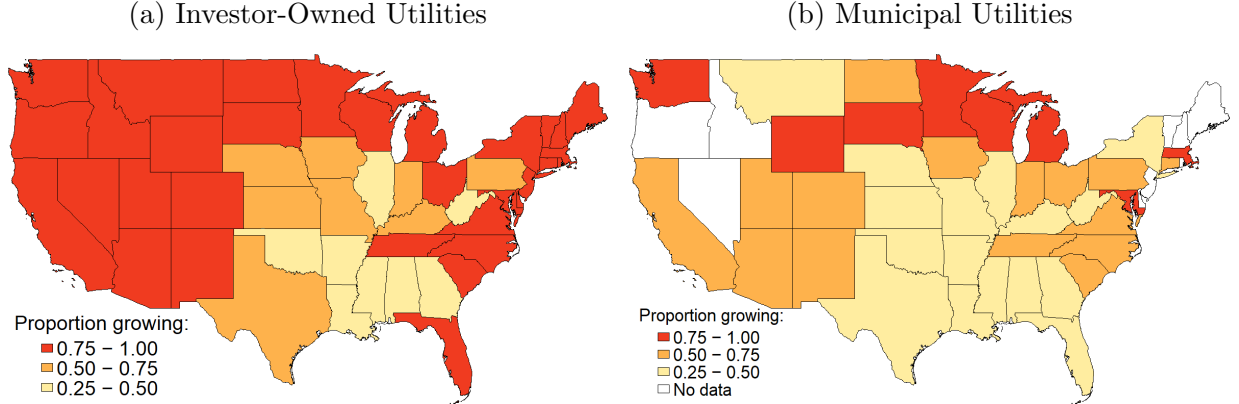 (a) Investor-Owned Utilities
Proportion growing:
0.75 − 1.00
0.50 − 0.75
0.25 − 0.50
(b) Municipal Utilities
Proportion growing:
0.75 − 1.00
0.50 − 0.75
0.25 − 0.50
No data